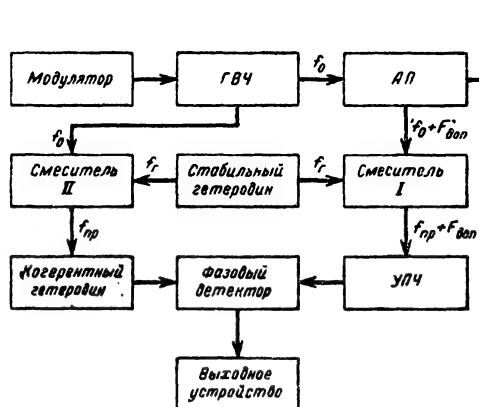 Модулятор
ГВЧ
f₀
АП
f₀
f₀+Fдоп
Смеситель
II
fг
Стабильный
гетеродин
fг
Смеситель
I
fпр
fпр+Fдоп
Когерентный
гетеродин
Фазовый
детектор
УПЧ
Выходное
устройство